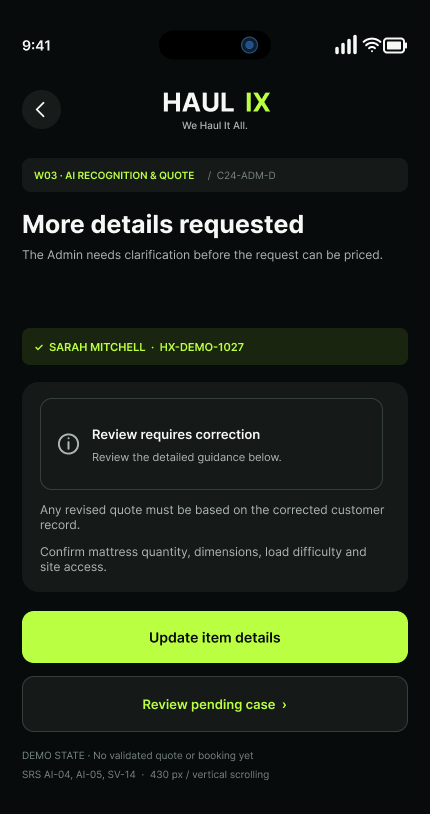 9:41
HAUL IX
We Haul It All.
W03 · AI RECOGNITION & QUOTE / C24-ADM-D
More details requested
The Admin needs clarification before the request can be priced.
✓ SARAH MITCHELL · HX-DEMO-1027
Review requires correction
Review the detailed guidance below.
Any revised quote must be based on the corrected customer
record.
Confirm mattress quantity, dimensions, load difficulty and
site access.
Update item details
Review pending case ›
DEMO STATE · No validated quote or booking yet
SRS AI-04, AI-05, SV-14 · 430 px / vertical scrolling